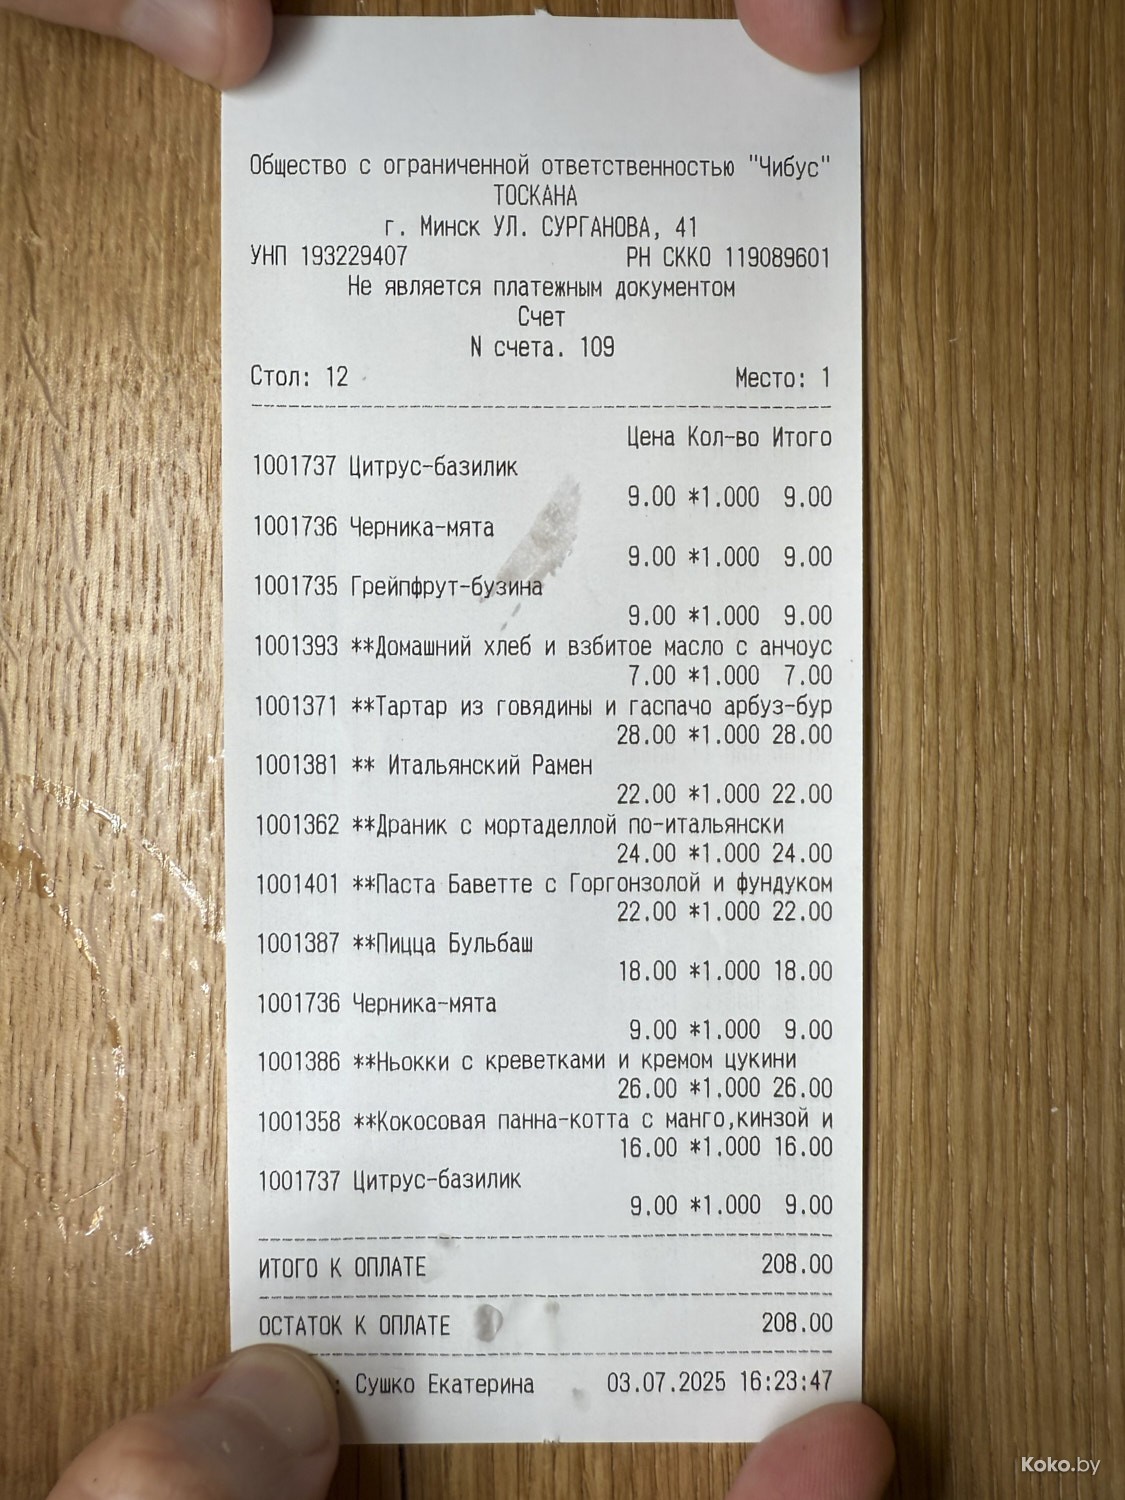 Общество с ограниченной ответственностью "Чибус"
ТОСКАНА
г. Минск УЛ. СУРГАНОВА, 41
УНП 193229407 РН СККО 119089601
Не является платежным документом
Счет
N счета. 109
Стол: 12 Место: 1
Цена Кол-во Итого
1001737 Цитрус-базилик
9.00 *1.000 9.00
1001736 Черника-мята
9.00 *1.000 9.00
1001735 Грейпфрут-бузина
9.00 *1.000 9.00
1001393 **Домашний хлеб и взбитое масло с анчоус
7.00 *1.000 7.00
1001371 **Тартар из говядины и гаспачо арбуз-бур
28.00 *1.000 28.00
1001381 ** Итальянский Рамен
22.00 *1.000 22.00
1001362 **Драник с мортаделлой по-итальянски
24.00 *1.000 24.00
1001401 **Паста Баветте с Горгонзолой и фундуком
22.00 *1.000 22.00
1001387 **Пицца Бульбаш
18.00 *1.000 18.00
1001736 Черника-мята
9.00 *1.000 9.00
1001386 **Ньокки с креветками и кремом цукини
26.00 *1.000 26.00
1001358 **Кокосовая панна-котта с манго,кинзой и
16.00 *1.000 16.00
1001737 Цитрус-базилик
9.00 *1.000 9.00
ИТОГО К ОПЛАТЕ 208.00
ОСТАТОК К ОПЛАТЕ 208.00
: Сушко Екатерина 03.07.2025 16:23:47
Koko.by